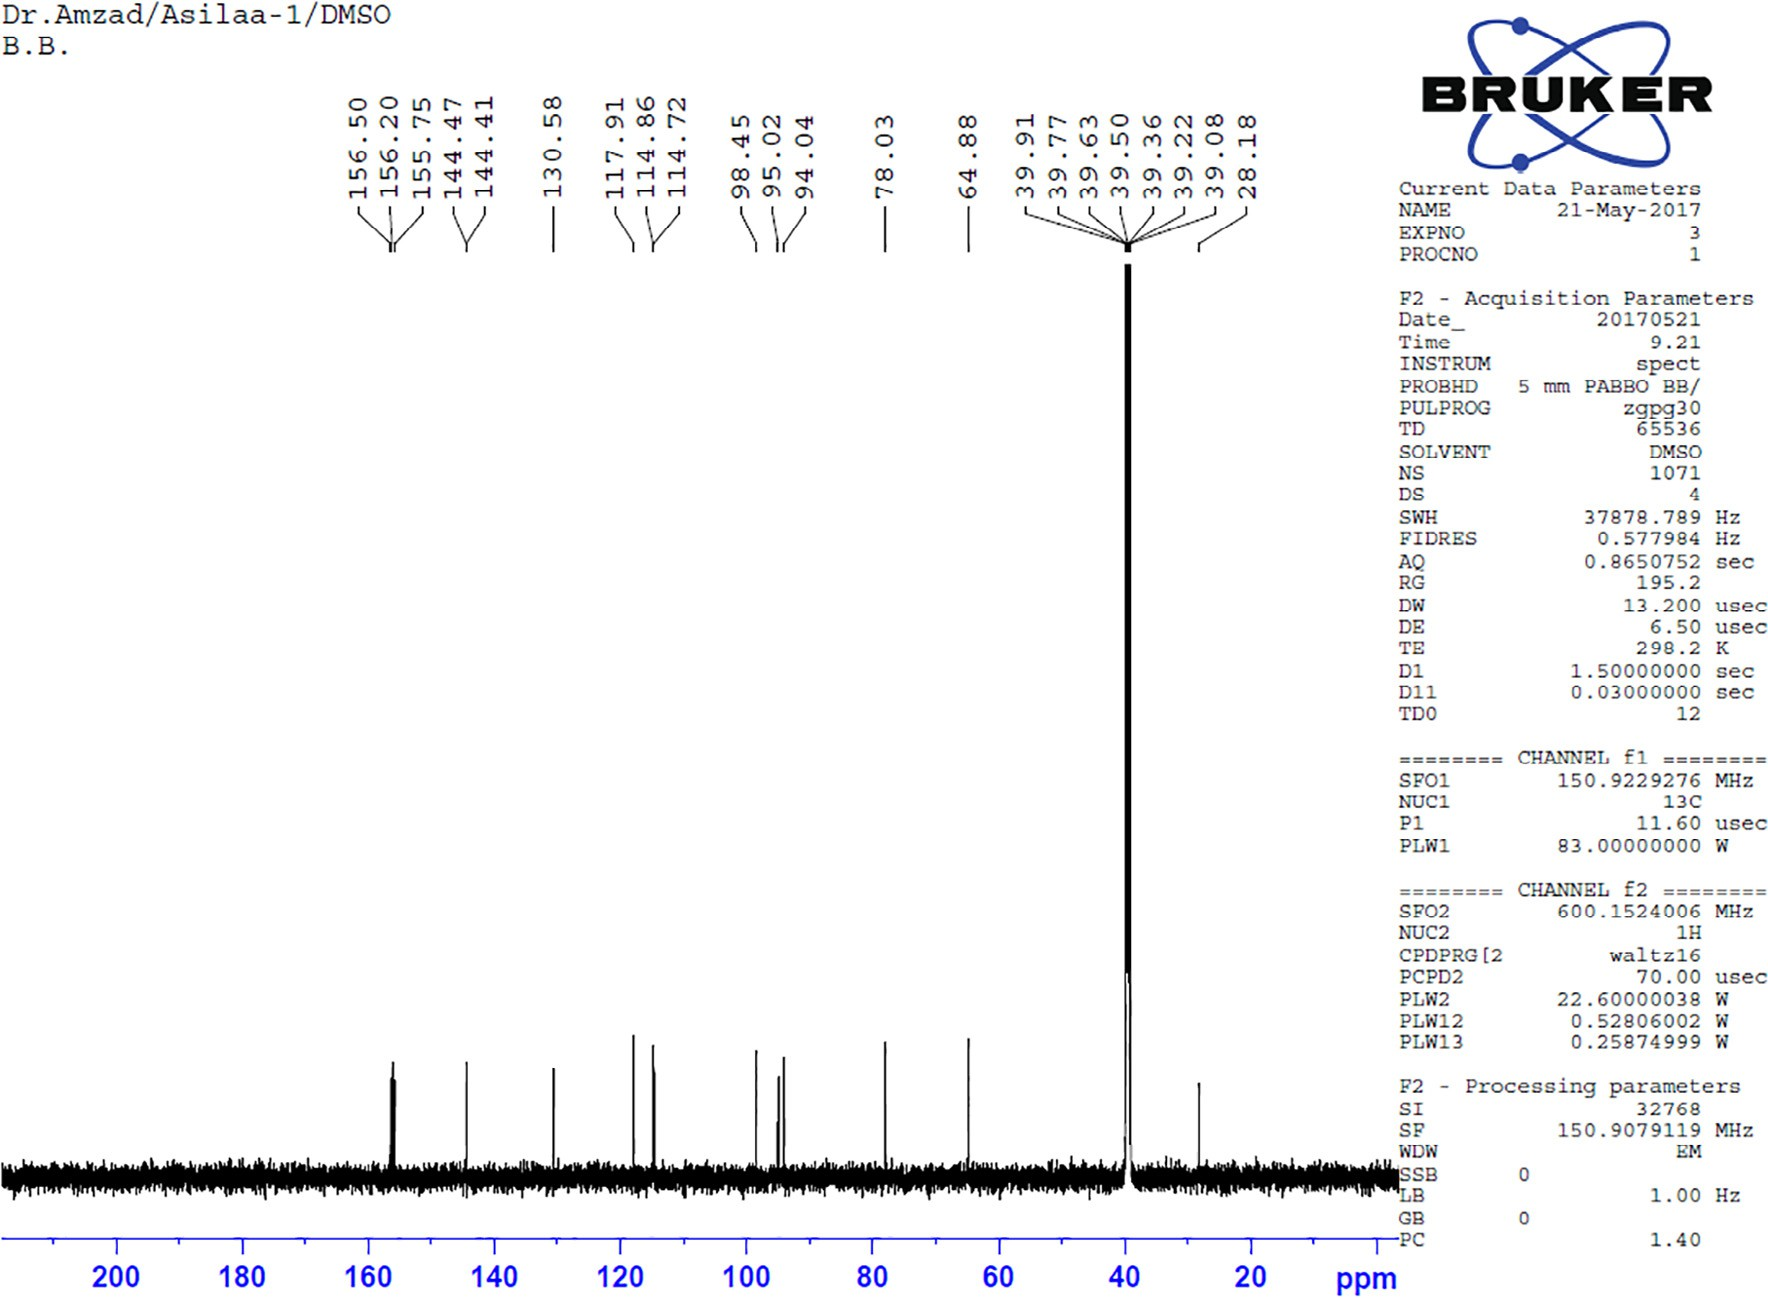 Dr.Amzad/Asilaa-1/DMSO
B.B.
156.50
156.20
155.75
144.47
144.41
130.58
117.91
114.86
114.72
98.45
95.02
94.04
78.03
64.88
39.91
39.77
39.63
39.50
39.36
39.22
39.08
28.18
BRUKER
Current Data Parameters
NAME 21-May-2017
EXPNO 3
PROCNO 1
F2 - Acquisition Parameters
Date_ 20170521
Time 9.21
INSTRUM spect
PROBHD 5 mm PABBO BB/
PULPROG zgpg30
TD 65536
SOLVENT DMSO
NS 1071
DS 4
SWH 37878.789 Hz
FIDRES 0.577984 Hz
AQ 0.8650752 sec
RG 195.2
DW 13.200 usec
DE 6.50 usec
TE 298.2 K
D1 1.50000000 sec
D11 0.03000000 sec
TD0 12
======== CHANNEL f1 ========
SFO1 150.9229276 MHz
NUC1 13C
P1 11.60 usec
PLW1 83.00000000 W
======== CHANNEL f2 ========
SFO2 600.1524006 MHz
NUC2 1H
CPDPRG[2 waltz16
PCPD2 70.00 usec
PLW2 22.60000038 W
PLW12 0.52806002 W
PLW13 0.25874999 W
F2 - Processing parameters
SI 32768
SF 150.9079119 MHz
WDW EM
SSB 0
LB 1.00 Hz
GB 0
PC 1.40
200 180 160 140 120 100 80 60 40 20 ppm